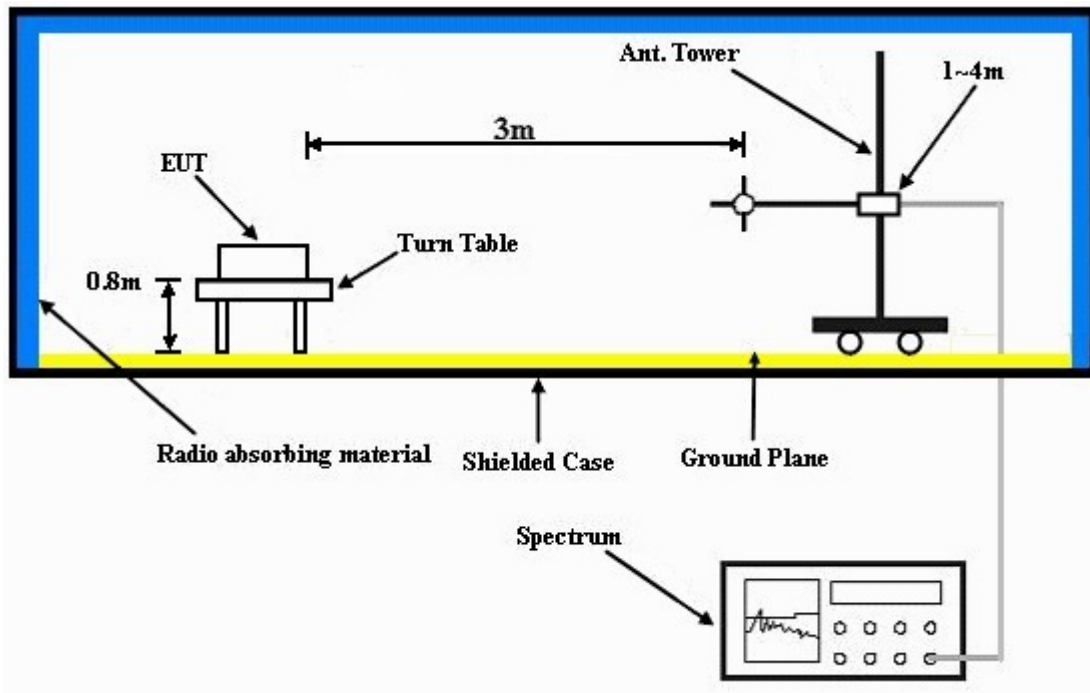 Ant. Tower
1~4m
3m
EUT
Turn Table
0.8m
Radio absorbing material
Shielded Case
Ground Plane
Spectrum